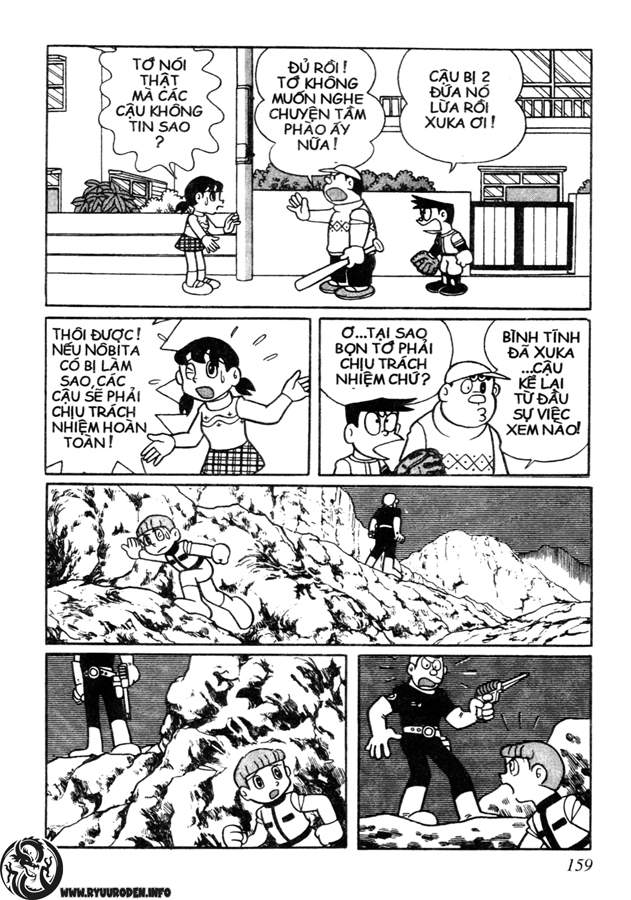 TỚ NÓI
THẬT
MÀ CÁC
CẬU KHÔNG
TIN SAO
?
ĐỦ RỒI!
TỚ KHÔNG
MUỐN NGHE
CHUYỆN TẦM
PHÀO ẤY
NỮA!
CẬU BỊ 2
ĐỨA NÓ
LỪA RỒI
XUKA ƠI!
THÔI ĐƯỢC!
NẾU NÔBITA
CÓ BỊ LÀM
SAO, CÁC
CẬU SẼ PHẢI
CHỊU TRÁCH
NHIỆM HOÀN
TOÀN!
Ơ...TẠI SAO
BỌN TỚ PHẢI
CHỊU TRÁCH
NHIỆM CHỨ?
BÌNH TĨNH
ĐÃ XUKA
...CẬU
KỂ LẠI
TỪ ĐẦU
SỰ VIỆC
XEM NÀO!
159
WWW.RYUURODEN.INFO